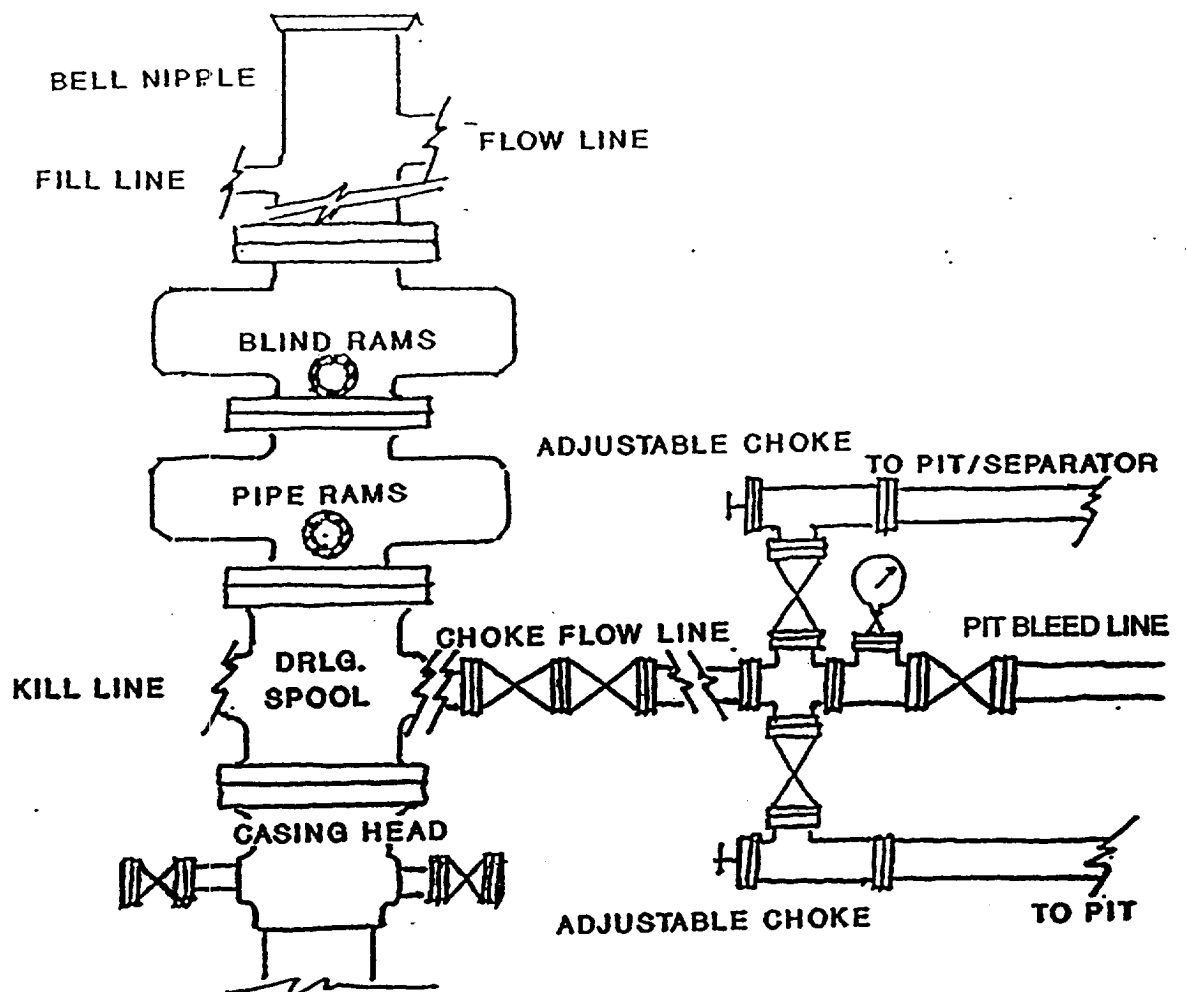 BELL NIPPLE
FLOW LINE
FILL LINE
BLIND RAMS
ADJUSTABLE CHOKE
TO PIT/SEPARATOR
PIPE RAMS
CHOKE FLOW LINE
PIT BLEED LINE
KILL LINE
DRLG.
SPOOL
CASING HEAD
ADJUSTABLE CHOKE
TO PIT